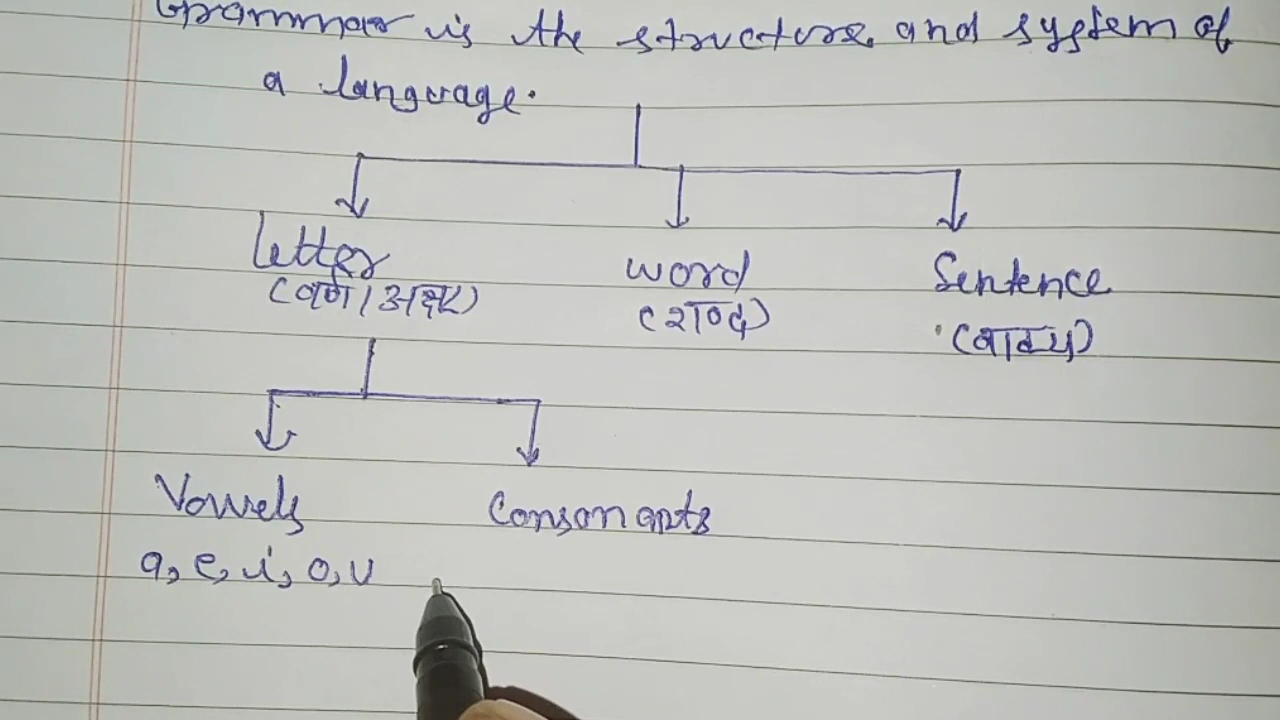 Grammar is the structure and system of
a language.
letter word Sentence
(वर्ण/अक्षर) (शब्द) (वाक्य)
Vowels Consonants
a, e, i, o, u